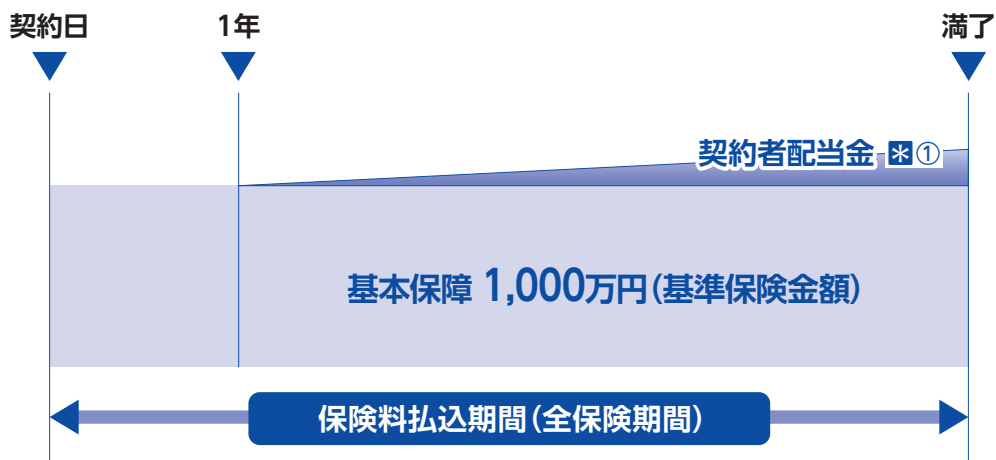 契約日 1年 満了
契約者配当金 *①
基本保障 1,000万円(基準保険金額)
保険料払込期間(全保険期間)